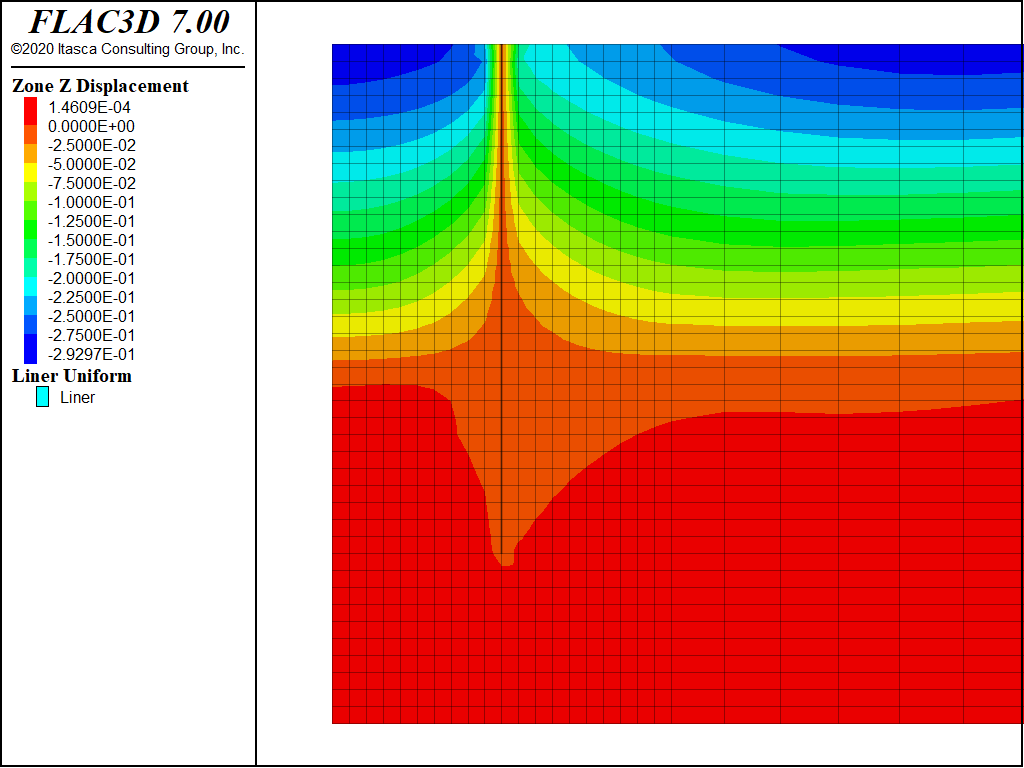 FLAC3D 7.00
©2020 Itasca Consulting Group, Inc.
Zone Z Displacement
1.4609E-04
0.0000E+00
-2.5000E-02
-5.0000E-02
-7.5000E-02
-1.0000E-01
-1.2500E-01
-1.5000E-01
-1.7500E-01
-2.0000E-01
-2.2500E-01
-2.5000E-01
-2.7500E-01
-2.9297E-01
Liner Uniform
Liner